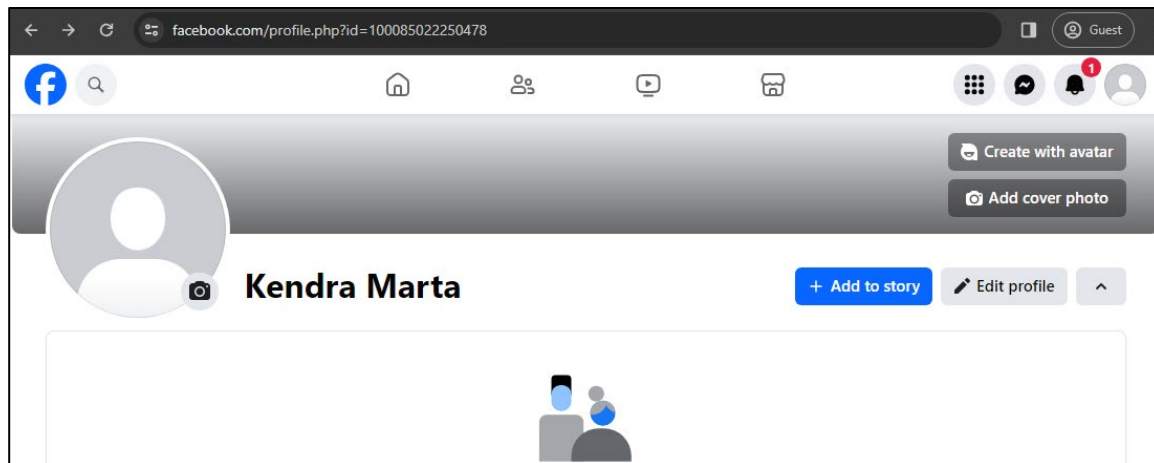 facebook.com/profile.php?id=100085022250478
Guest
1
Create with avatar
Add cover photo
Kendra Marta
+ Add to story
Edit profile